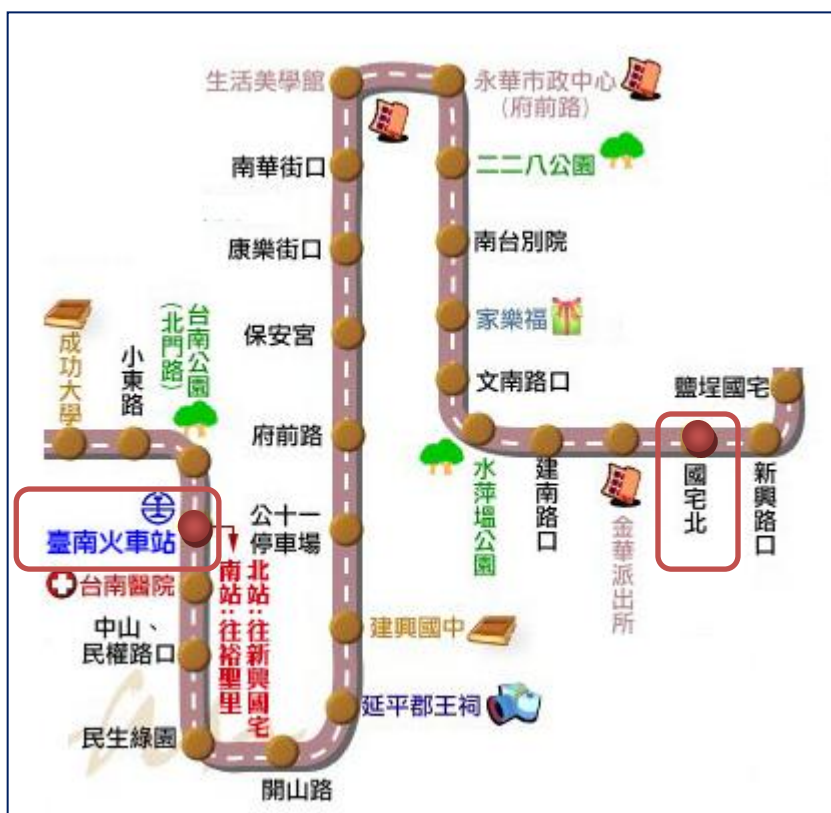 成功大學
小東路
台南公園
(北門路)
臺南火車站
北站:往新興國宅
南站:往裕聖里
台南醫院
中山、
民權路口
民生綠園
開山路
延平郡王祠
建興國中
公十一
停車場
府前路
保安宮
康樂街口
南華街口
生活美學館
永華市政中心
(府前路)
二二八公園
南台別院
家樂福
文南路口
水萍塭公園
建南路口
金華派出所
國宅北
新興路口
鹽埕國宅